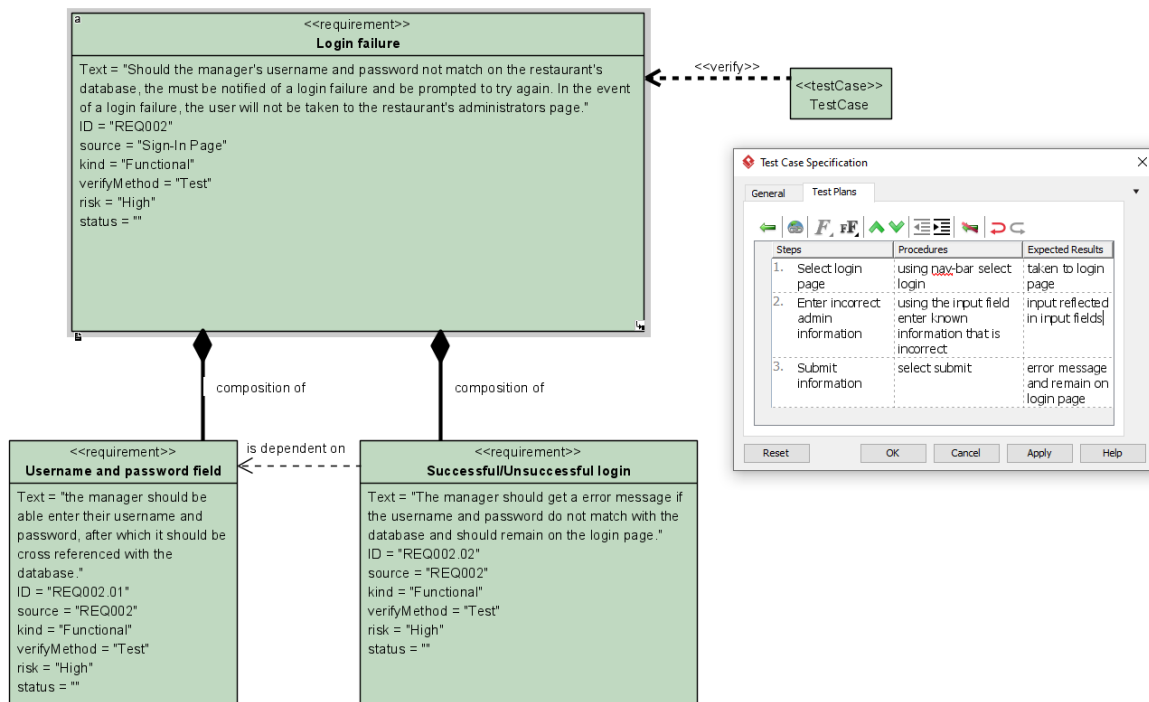 a
<<requirement>>
Login failure
Text = "Should the manager's username and password not match on the restaurant's
database, the must be notified of a login failure and be prompted to try again. In the event
of a login failure, the user will not be taken to the restaurant's administrators page."
ID = "REQ002"
source = "Sign-In Page"
kind = "Functional"
verifyMethod = "Test"
risk = "High"
status = ""
<<verify>>
<<testCase>>
TestCase
composition of
composition of
<<requirement>>
Username and password field
Text = "the manager should be
able enter their username and
password, after which it should be
cross referenced with the
database."
ID = "REQ002.01"
source = "REQ002"
kind = "Functional"
verifyMethod = "Test"
risk = "High"
status = ""
is dependent on
<<requirement>>
Successful/Unsuccessful login
Text = "The manager should get a error message if
the username and password do not match with the
database and should remain on the login page."
ID = "REQ002.02"
source = "REQ002"
kind = "Functional"
verifyMethod = "Test"
risk = "High"
status = ""
Test Case Specification
General
Test Plans
F FF
Steps Procedures Expected Results
1. Select login page
using nav-bar select login
taken to login page
2. Enter incorrect admin information
using the input field enter known information that is incorrect
input reflected in input fields
3. Submit information
select submit
error message and remain on login page
Reset OK Cancel Apply Help